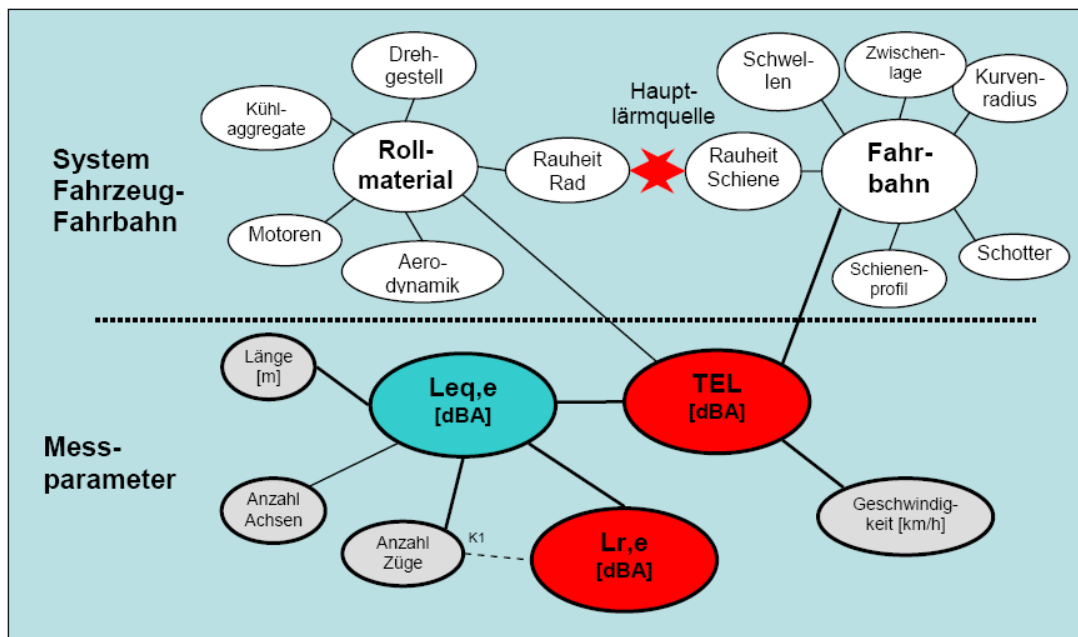 Dreh-
gestell
Kühl-
aggregate
Roll-
material
Motoren
Aero-
dynamik
Rauheit
Rad
Haupt-
lärmquelle
Rauheit
Schiene
Schwel-
len
Zwischen-
lage
Kurven-
radius
Fahr-
bahn
Schotter
Schienen-
profil
System
Fahrzeug-
Fahrbahn
Länge
[m]
Leq,e
[dBA]
TEL
[dBA]
Mess-
parameter
Anzahl
Achsen
Anzahl
Züge
K1
Lr,e
[dBA]
Geschwindig-
keit [km/h]